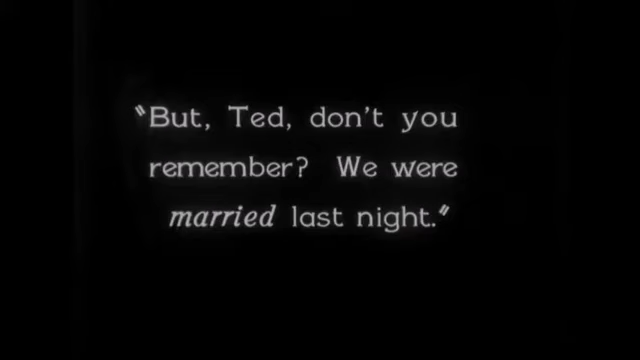 "But, Ted, don't you
remember? We were
married last night."